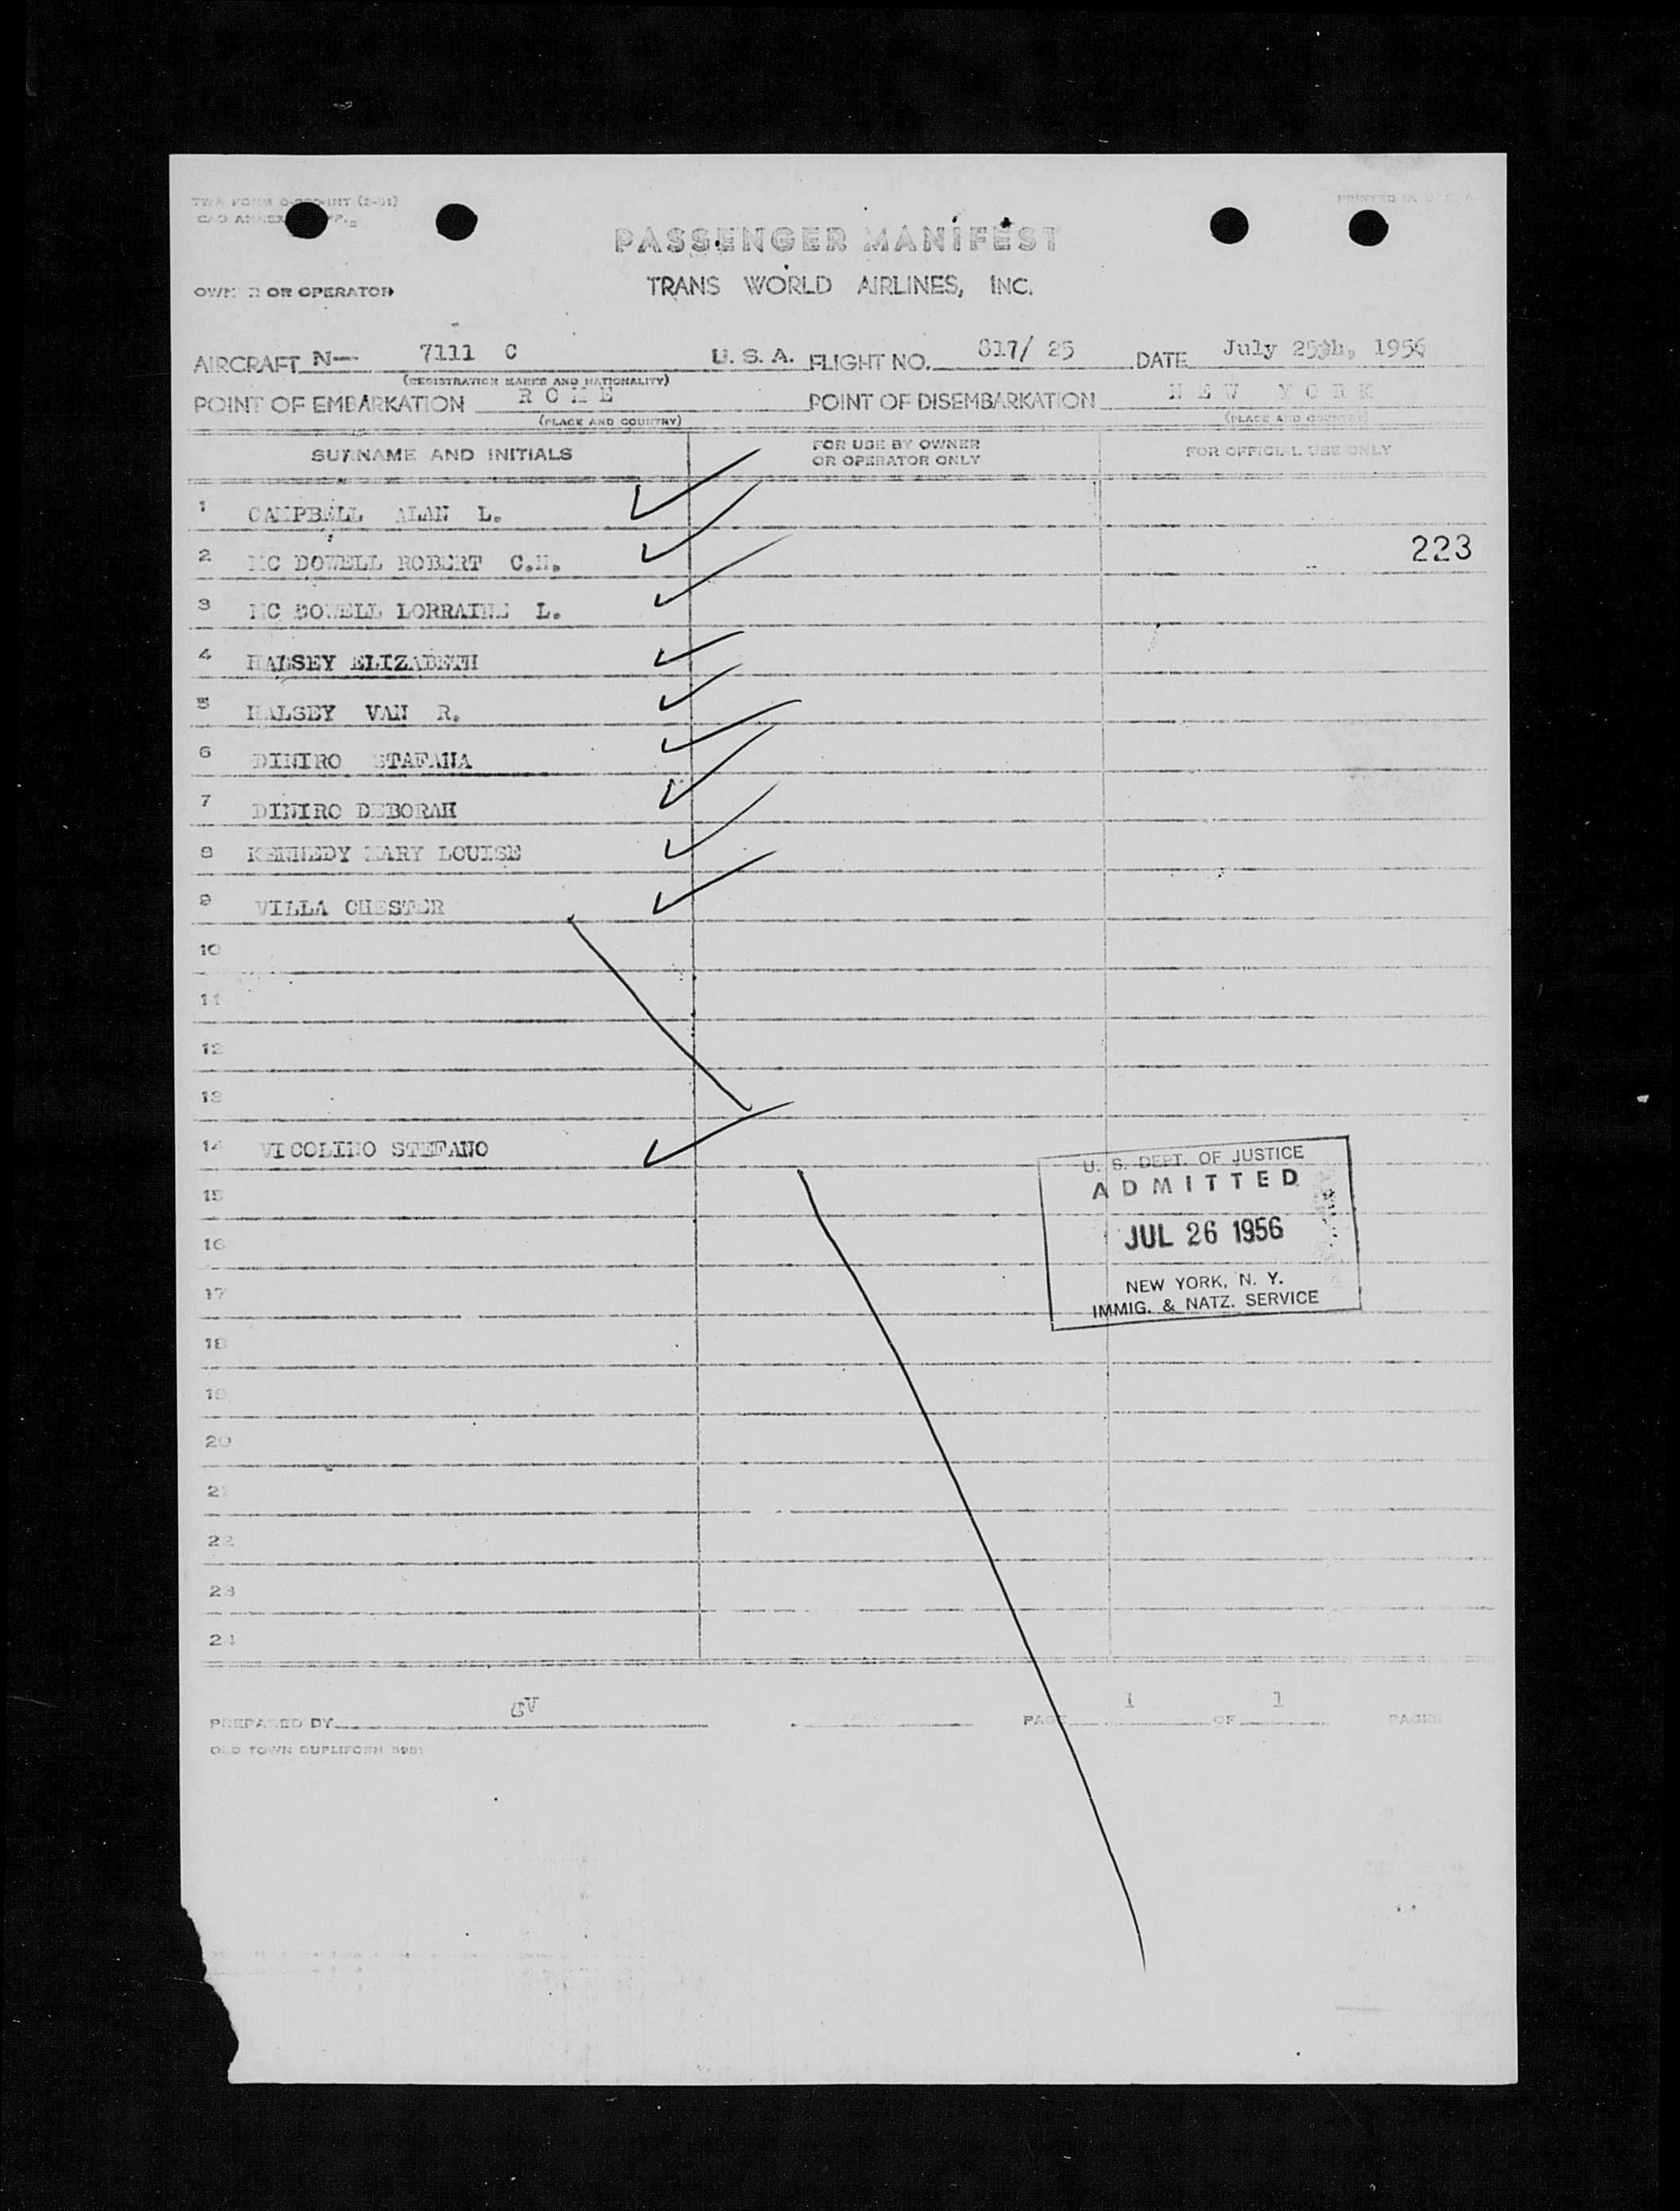 PASSENGER MANIFEST
OR OPERATOR
TRANS WORLD AIRLINES, INC.
AIRCRAFT N— 7111 C U. S. A. FLIGHT NO. 817/ 25 DATE July 25th, 1956
(REGISTRATION MARKS AND NATIONALITY)
POINT OF EMBARKATION R O M E POINT OF DISEMBARKATION N E W Y O R K
(PLACE AND COUNTRY) (PLACE AND COUNTRY)
SURNAME AND INITIALS FOR USE BY OWNER OR OPERATOR ONLY FOR OFFICIAL USE ONLY
1 CAMPBELL ALAN L.
2 MC DOWELL ROBERT 223
3 MC DOWELL LORRAINE L.
4 HALSEY ELIZABETH
5 HALSEY VAN R.
6 DINIRO STAFANA
7 DINIRO DEBORAH
8 KENNEDY MARY LOUISE
9 VILLA CHESTER
10
11
12
13
14 VICOLINO STEFANO
U. S. DEPT. OF JUSTICE
ADMITTED
JUL 26 1956
NEW YORK, N. Y.
IMMIG. & NATZ. SERVICE
15
16
17
18
19
20
21
22
23
24
PREPARED BY GV PAGE 1 OF 1 PAGES
OLD TOWN DUPLIFORM